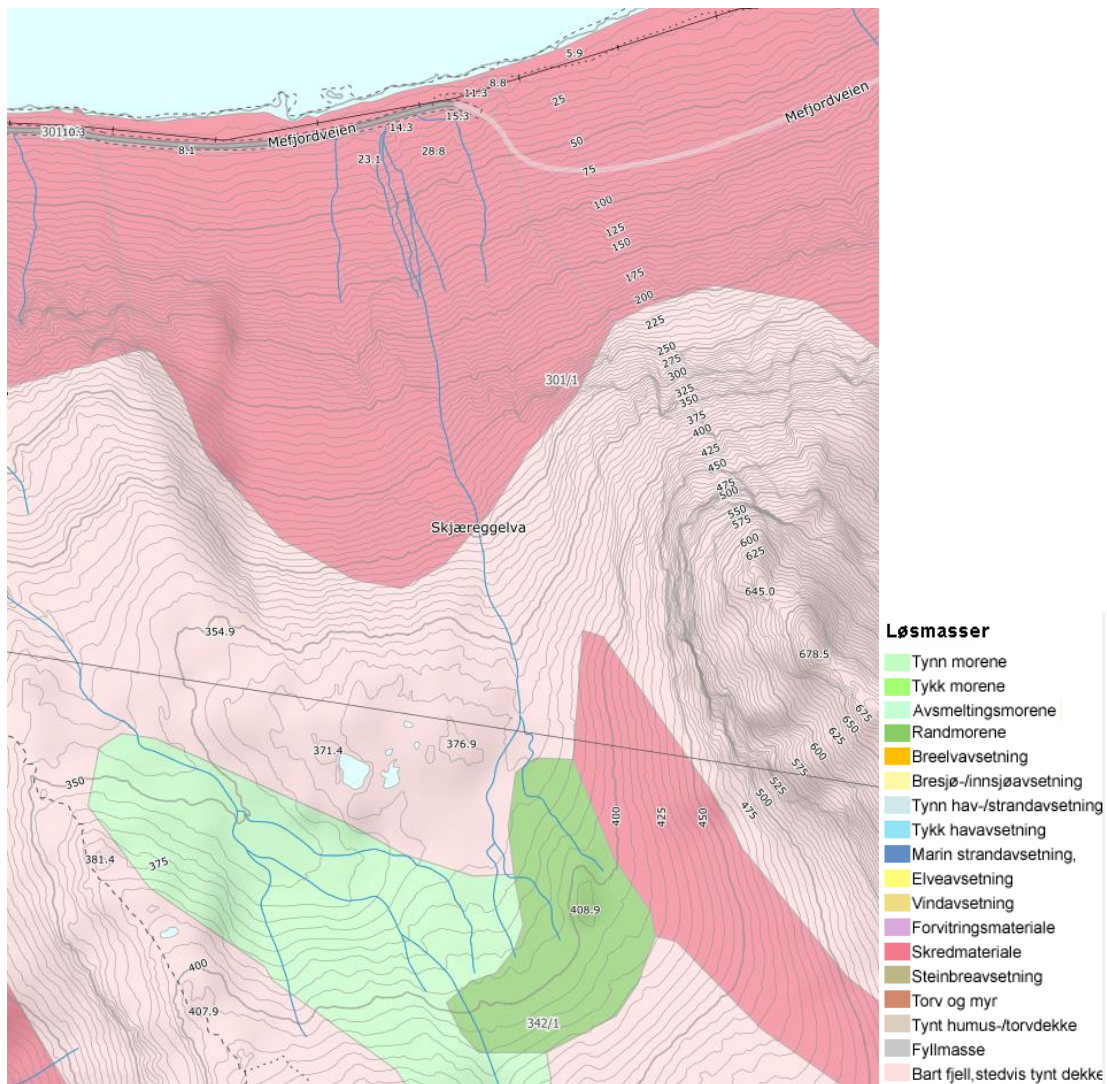 5.9
8.8
11.3
25
Mefjordveien
15.3
14.3
Mefjordveien
8.1
23.1
28.8
50
75
100
125
150
175
200
225
250
275
300
301/1
325
350
375
400
425
450
475
500
Skjæreggelva
550
575
600
625
645.0
354.9
678.5
675
650
625
600
575
525
500
475
371.4
376.9
350
400
425
450
381.4
375
408.9
400
407.9
342/1
Løsmasser
Tynn morene
Tykk morene
Avsmeltingsmorene
Randmorene
Breelvavsetning
Bresjø-/innsjøavsetning
Tynn hav-/strandavsetning
Tykk havavsetning
Marin strandavsetning,
Elveavsetning
Vindavsetning
Forvitringsmateriale
Skredmateriale
Steinbreavsetning
Torv og myr
Tynt humus-/torvdekke
Fyllmasse
Bart fjell,stedvis tynt dekke